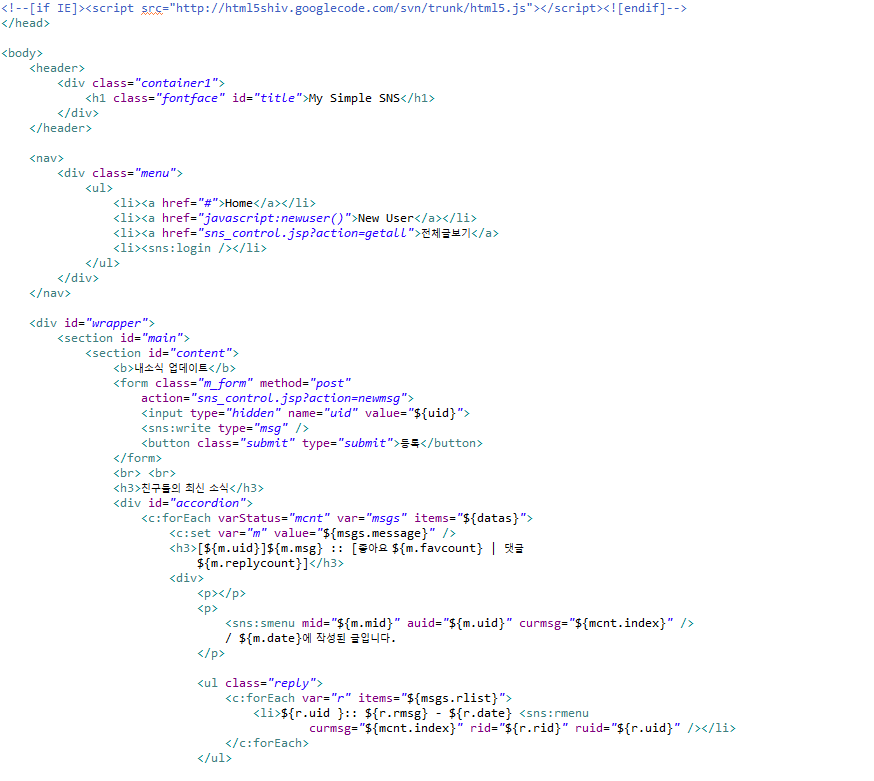 <!--[if IE]><script src="http://html5shiv.googlecode.com/svn/trunk/html5.js"></script><![endif]-->
</head>
<body>
<header>
<div class="container1">
<h1 class="fontface" id="title">My Simple SNS</h1>
</div>
</header>
<nav>
<div class="menu">
<ul>
<li><a href="#">Home</a></li>
<li><a href="javascript:newuser()">New User</a></li>
<li><a href="sns_control.jsp?action=getall">전체글보기</a>
<li><sns:login /></li>
</ul>
</div>
</nav>
<div id="wrapper">
<section id="main">
<section id="content">
<b>내소식 업데이트</b>
<form class="m_form" method="post"
action="sns_control.jsp?action=newmsg">
<input type="hidden" name="uid" value="${uid}">
<sns:write type="msg" />
<button class="submit" type="submit">등록</button>
</form>
<br> <br>
<h3>친구들의 최신 소식</h3>
<div id="accordion">
<c:forEach varStatus="mcnt" var="msgs" items="${datas}">
<c:set var="m" value="${msgs.message}" />
<h3>[${m.uid}]${m.msg} :: [좋아요 ${m.favcount} | 댓글
${m.replycount}]</h3>
<div>
<p></p>
<p>
<sns:smenu mid="${m.mid}" auid="${m.uid}" curmsg="${mcnt.index}" />
/ ${m.date}에 작성된 글입니다.
</p>
<ul class="reply">
<c:forEach var="r" items="${msgs.rlist}">
<li>${r.uid }:: ${r.rmsg} - ${r.date} <sns:rmenu
curmsg="${mcnt.index}" rid="${r.rid}" ruid="${r.uid}" /></li>
</c:forEach>
</ul>